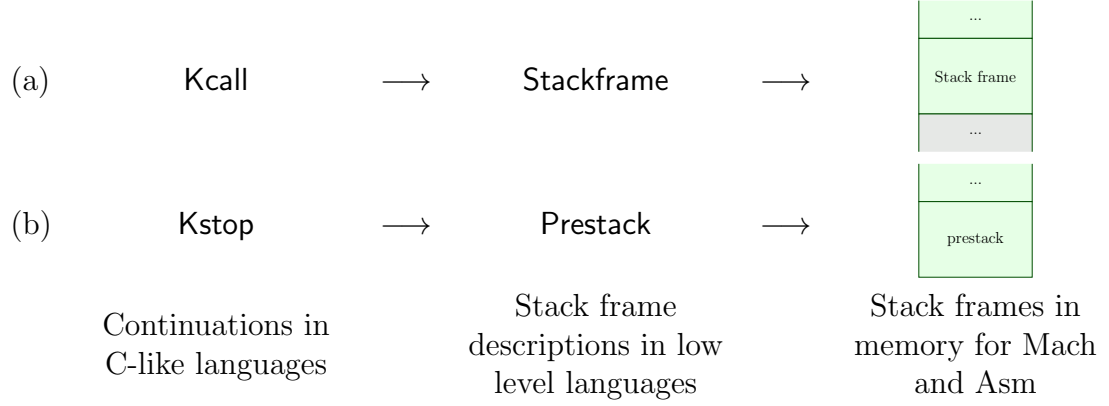 ...
(a) Kcall ⟶ Stackframe ⟶ Stack frame
...
...
(b) Kstop ⟶ Prestack ⟶ prestack
Continuations in
C-like languages
Stack frame
descriptions in low
level languages
Stack frames in
memory for Mach
and Asm